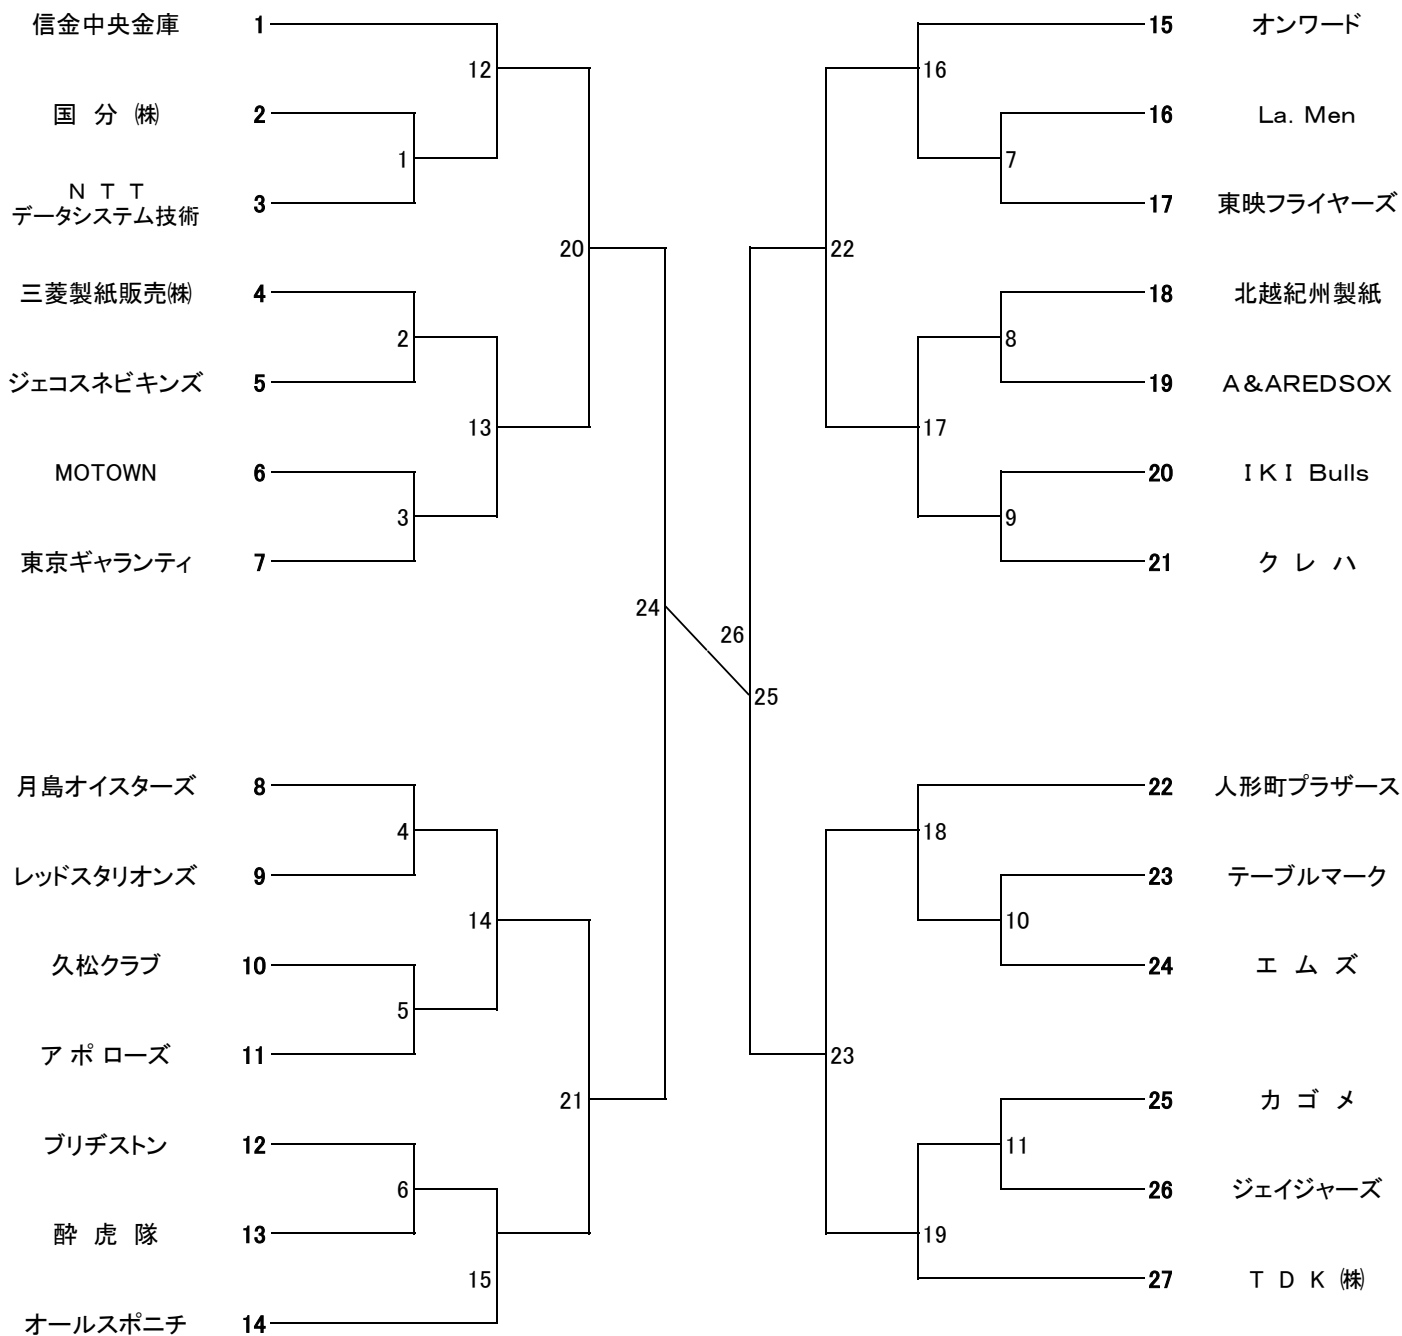 信金中央金庫 1
12
国 分 ㈱ 2
1
N T T
データシステム技術 3
20
三菱製紙販売㈱ 4
2
ジェコスネビキンズ 5
13
MOTOWN 6
3
東京ギャランティ 7
24
26
25
月島オイスターズ 8
4
レッドスタリオンズ 9
14
久松クラブ 10
5
ア ポ ローズ 11
21
ブリヂストン 12
6
酔 虎 隊 13
15
オールスポニチ 14
15 オンワード
16
16 La. Men
7
17 東映フライヤーズ
22
18 北越紀州製紙
8
19 A&AREDSOX
17
20 IKI Bulls
9
21 ク レ ハ
22 人形町プラザース
18
23 テーブルマーク
10
24 エ ム ズ
23
25 カ ゴ メ
11
26 ジェイジャーズ
19
27 T D K ㈱